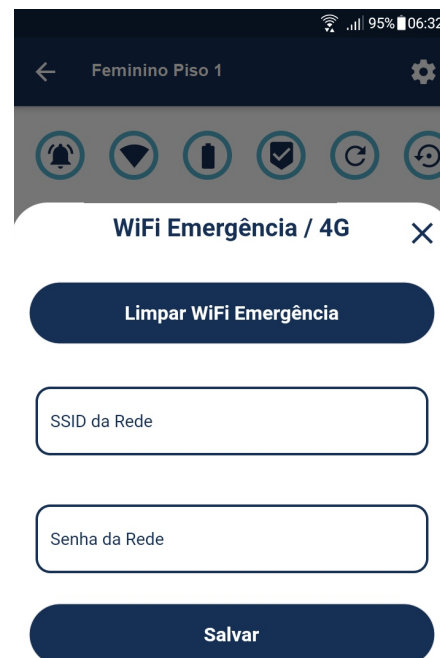 95% 06:32
Feminino Piso 1
WiFi Emergência / 4G
Limpar WiFi Emergência
SSID da Rede
Senha da Rede
Salvar